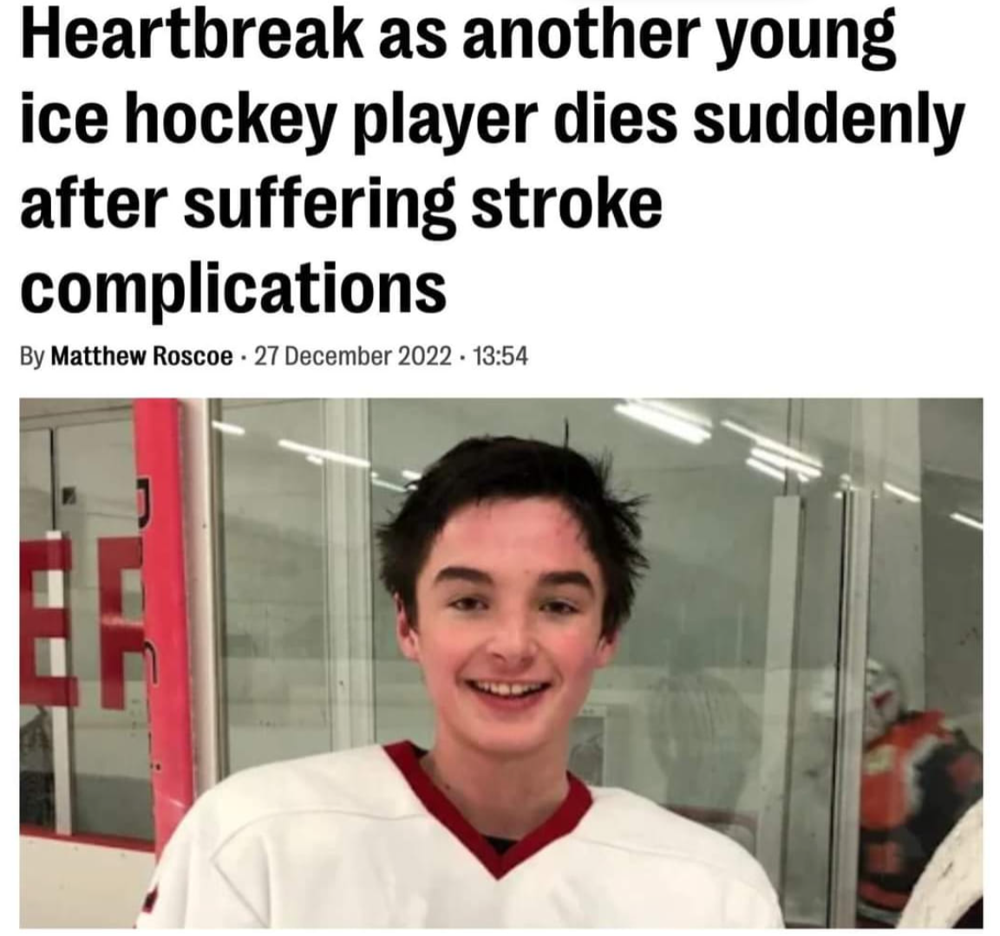 Heartbreak as another young
ice hockey player dies suddenly
after suffering stroke
complications
By Matthew Roscoe · 27 December 2022 · 13:54
ER